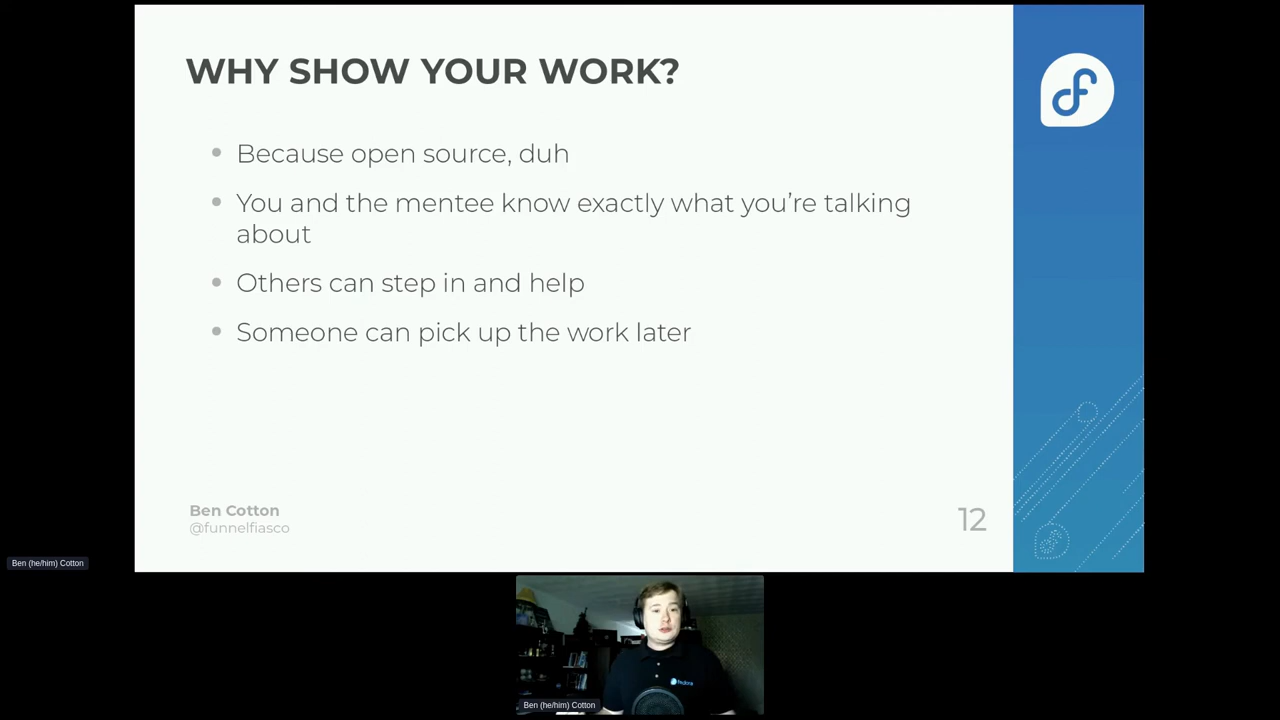 WHY SHOW YOUR WORK?
Because open source, duh
You and the mentee know exactly what you’re talking
about
Others can step in and help
Someone can pick up the work later
Ben Cotton
@funnelfiasco
12
Ben (he/him) Cotton
fedora
Ben (he/him) Cotton